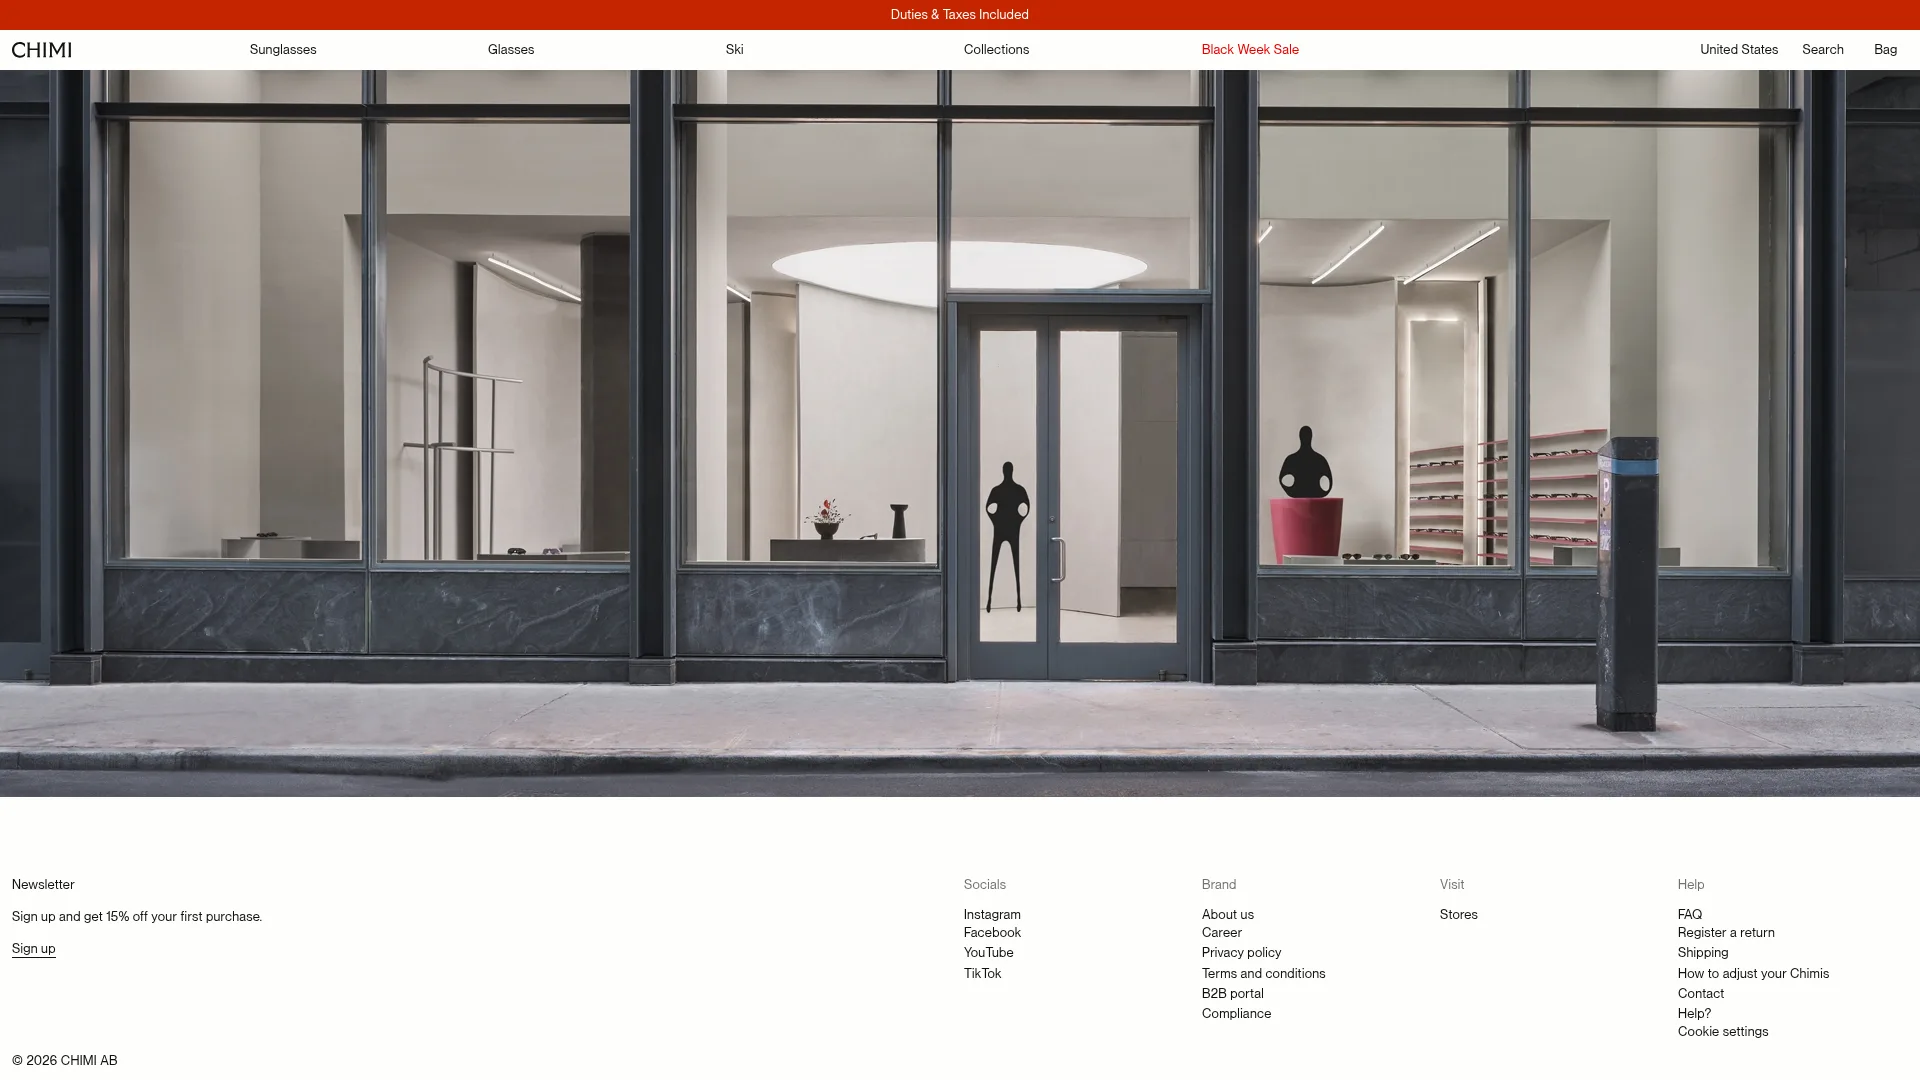 Duties & Taxes Included
CHIMI
Sunglasses
Glasses
Ski
Collections
Black Week Sale
United States
Search
Bag
Newsletter
Sign up and get 15% off your first purchase.
Sign up
Socials
Instagram
Facebook
YouTube
TikTok
Brand
About us
Career
Privacy policy
Terms and conditions
B2B portal
Compliance
Visit
Stores
Help
FAQ
Register a return
Shipping
How to adjust your Chimis
Contact
Help?
Cookie settings
© 2026 CHIMI AB